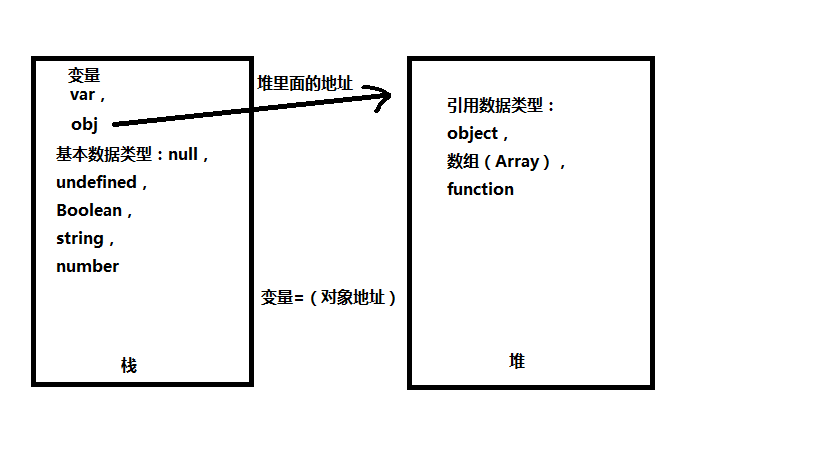 变量
var，
obj
基本数据类型：null，
undefined，
Boolean，
string，
number
栈
堆里面的地址
变量=（对象地址）
引用数据类型：
object，
数组（Array），
function
堆